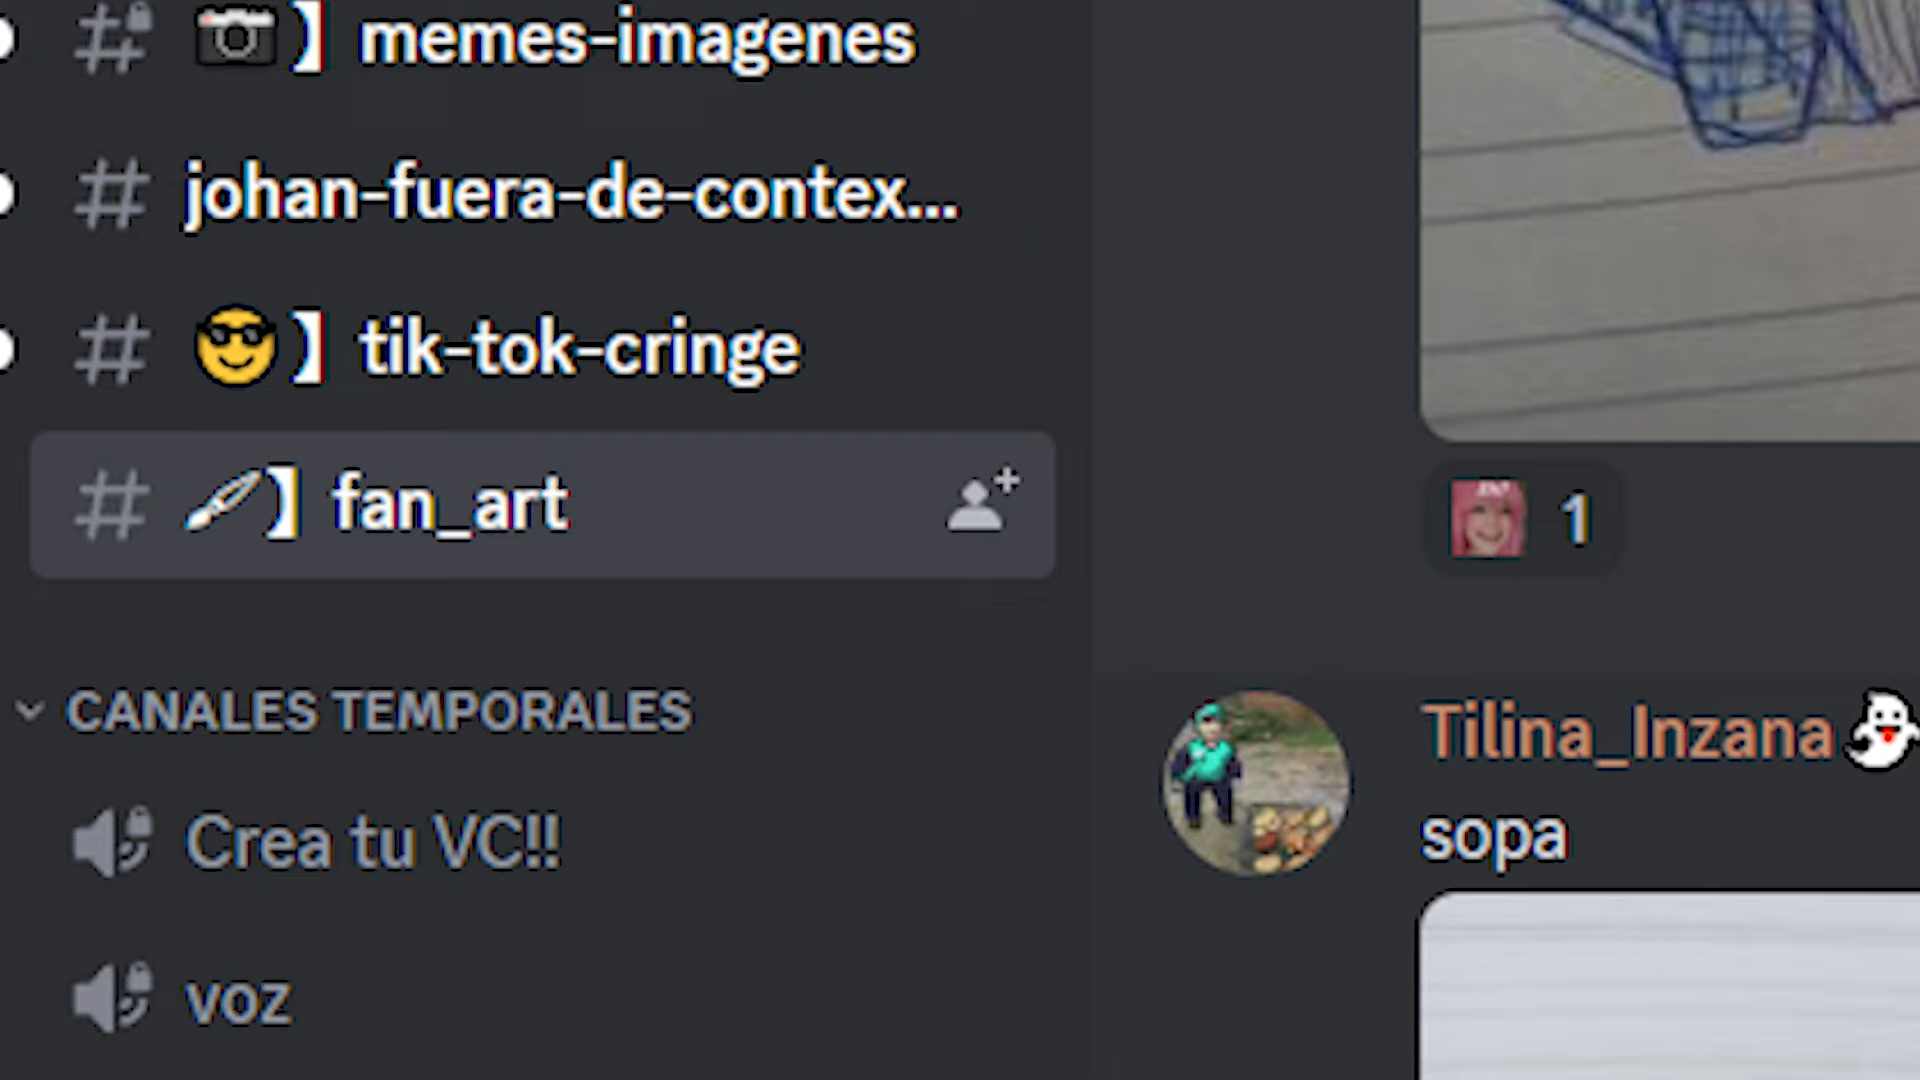 📷】 memes-imagenes
johan-fuera-de-contex...
😎】 tik-tok-cringe
🖌】 fan_art
CANALES TEMPORALES
Crea tu VC!!
voz
1
Tilina_Inzana👻
sopa